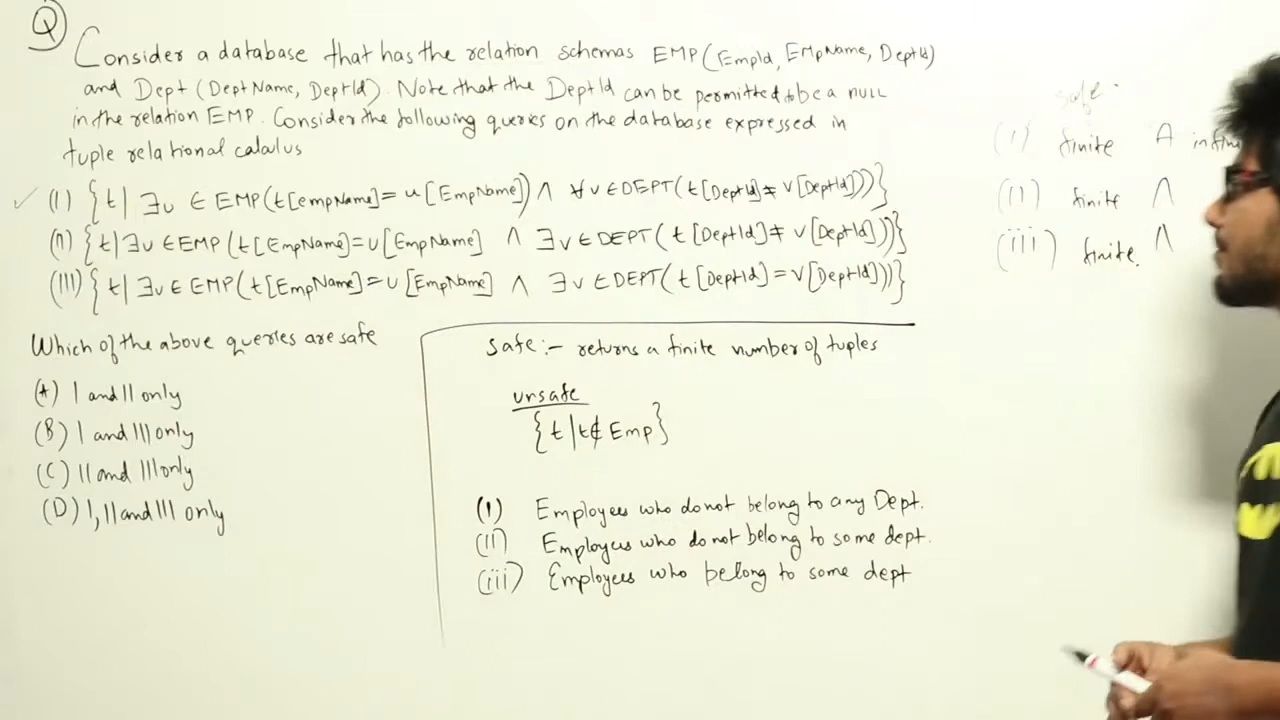 Q
Consider a database that has the relation schemas EMP(EmpId, EmpName, DeptId)
and Dept (DeptName, DeptId). Note that the DeptId can be permitted to be a NULL
in the relation EMP. Consider the following queries on the database expressed in
tuple relational calulus
(I) {t | ∃u ∈ EMP(t[empName]=u[EmpName]) ∧ ∀v∈DEPT(t[DeptId]≠v[DeptId]))}
(II) {t | ∃u∈EMP(t[EmpName]=U[EmpName] ∧ ∃v∈DEPT(t[DeptId]≠v[DeptId]))}
(III) {t | ∃u∈EMP(t[EmpName]=U[EmpName] ∧ ∃v∈DEPT(t[DeptId]=v[DeptId]))}
Which of the above queries are safe
(A) I and II only
(B) I and III only
(C) II and III only
(D) I, II and III only
Safe :- returns a finite number of tuples
unsafe
{t | t∉ Emp}
(I) Employees who do not belong to any Dept.
(II) Employees who do not belong to some dept.
(iii) Employees who belong to some dept
safe.
(I) finite ∧
(II) finite ∧
(iii) finite. ∧